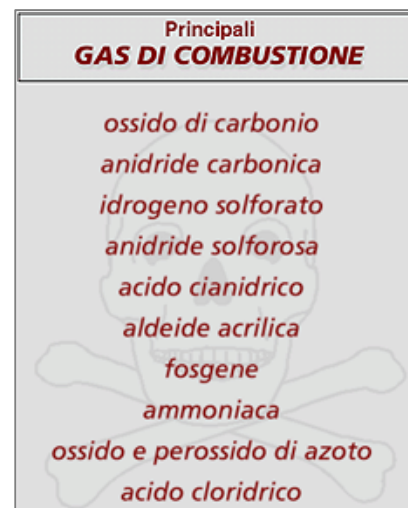 Principali
GAS DI COMBUSTIONE
ossido di carbonio
anidride carbonica
idrogeno solforato
anidride solforosa
acido cianidrico
aldeide acrilica
fosgene
ammoniaca
ossido e perossido di azoto
acido cloridrico